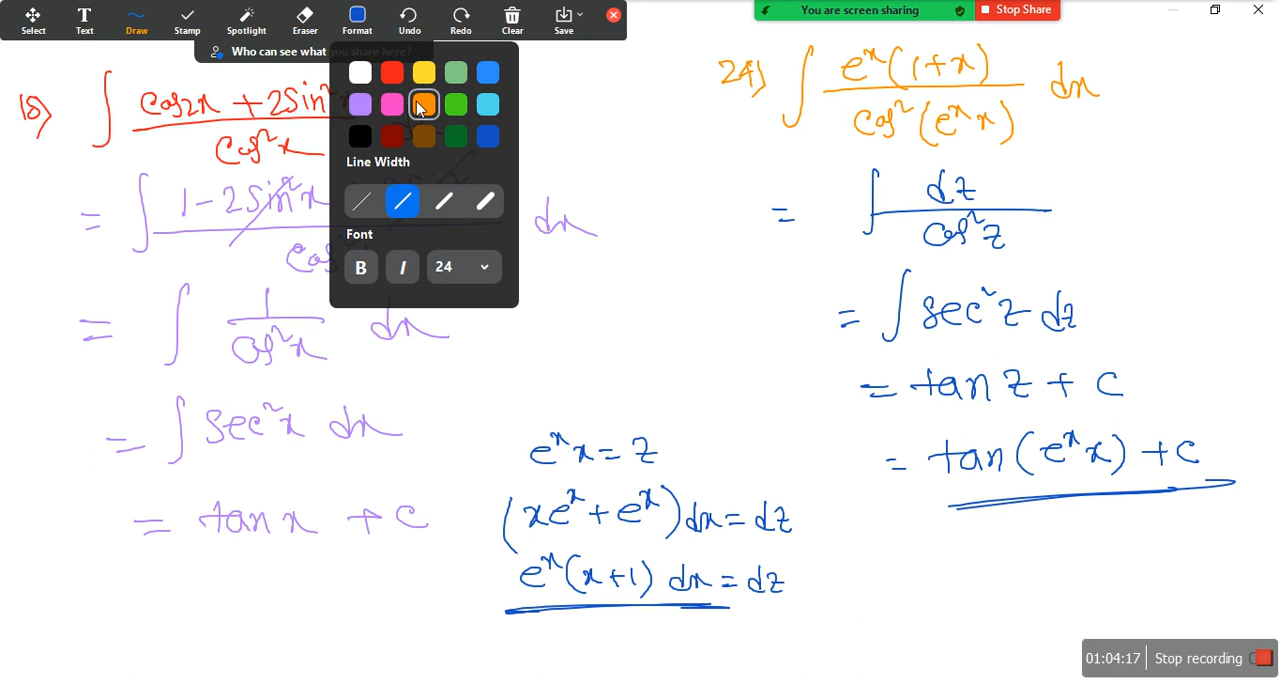 Select Text Draw Stamp Spotlight Eraser Format Undo Redo Clear Save
You are screen sharing Stop Share
Who can see what you share here?
Line Width
Font
B I 24
18) ∫ (cos2x + 2sin²x) / cos²x
= ∫ (1 - 2sin²x) / cos dx
= ∫ 1 / cos²x dx
= ∫ sec²x dx
= tan x + c
eˣx = z
(xeˣ + eˣ) dx = dz
eˣ(x+1) dx = dz
24) ∫ eˣ(1+x) / cos²(eˣx) dx
= ∫ dz / cos²z
= ∫ sec²z dz
= tan z + c
= tan(eˣx) + c
01:04:17 Stop recording